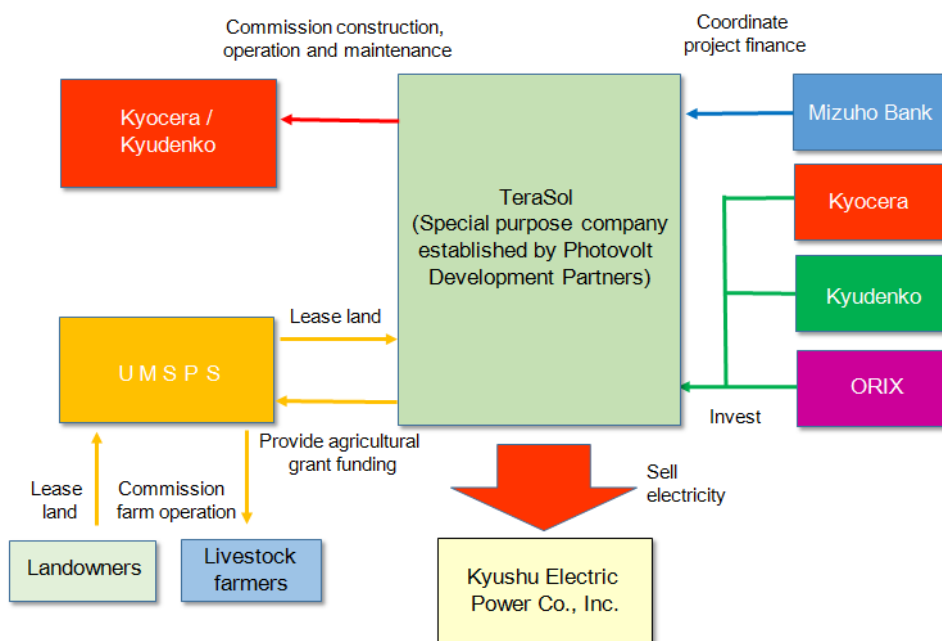 Commission construction,
operation and maintenance
Coordinate
project finance
Kyocera /
Kyudenko
TeraSol
(Special purpose company
established by Photovolt
Development Partners)
Mizuho Bank
Kyocera
Kyudenko
ORIX
Invest
Lease land
U M S P S
Provide agricultural
grant funding
Lease
land
Commission
farm operation
Landowners
Livestock
farmers
Sell
electricity
Kyushu Electric
Power Co., Inc.